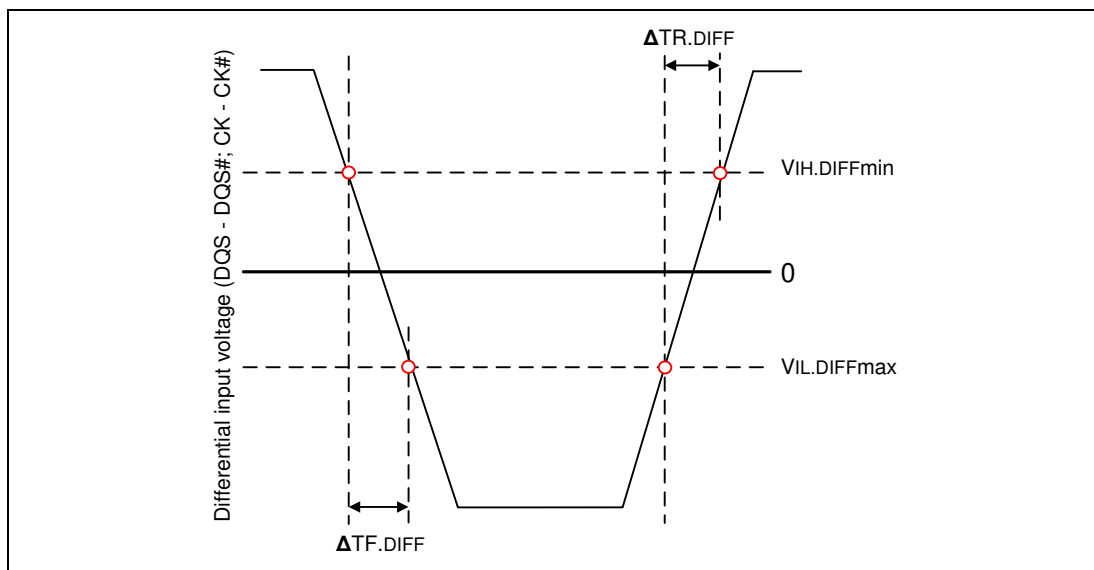 ΔTR.DIFF
Differential input voltage (DQS - DQS#; CK - CK#)
VIH.DIFFmin
0
VIL.DIFFmax
ΔTF.DIFF